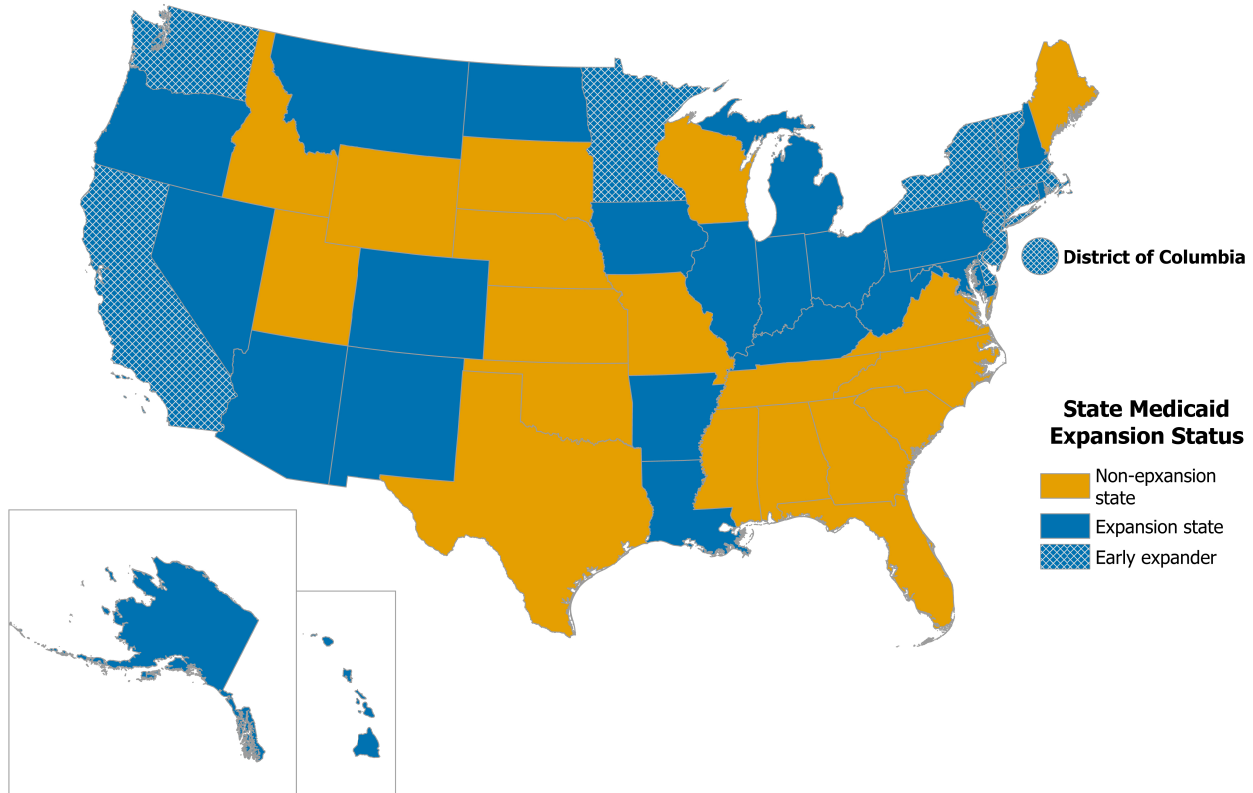 District of Columbia
State Medicaid
Expansion Status
Non-epxansion
state
Expansion state
Early expander